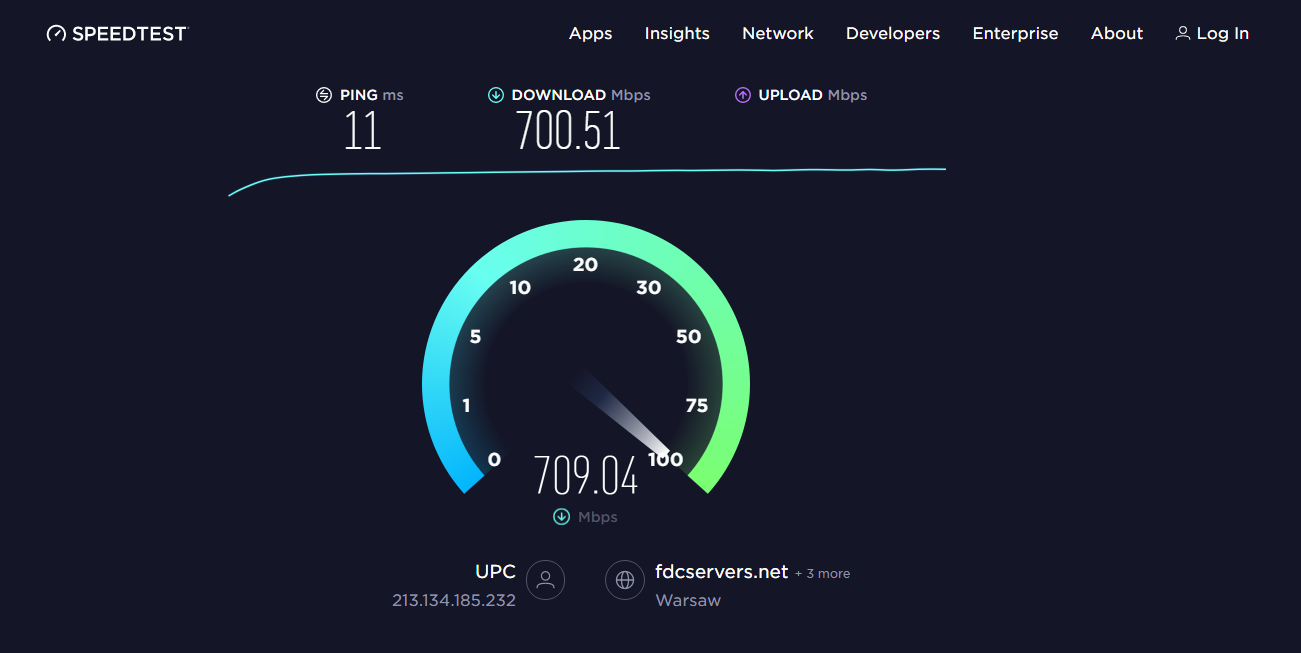 SPEEDTEST
Apps Insights Network Developers Enterprise About Log In
PING ms DOWNLOAD Mbps UPLOAD Mbps
11 700.51
20
10 30
5 50
1 75
0 100
709.04
Mbps
UPC fdcservers.net + 3 more
213.134.185.232 Warsaw